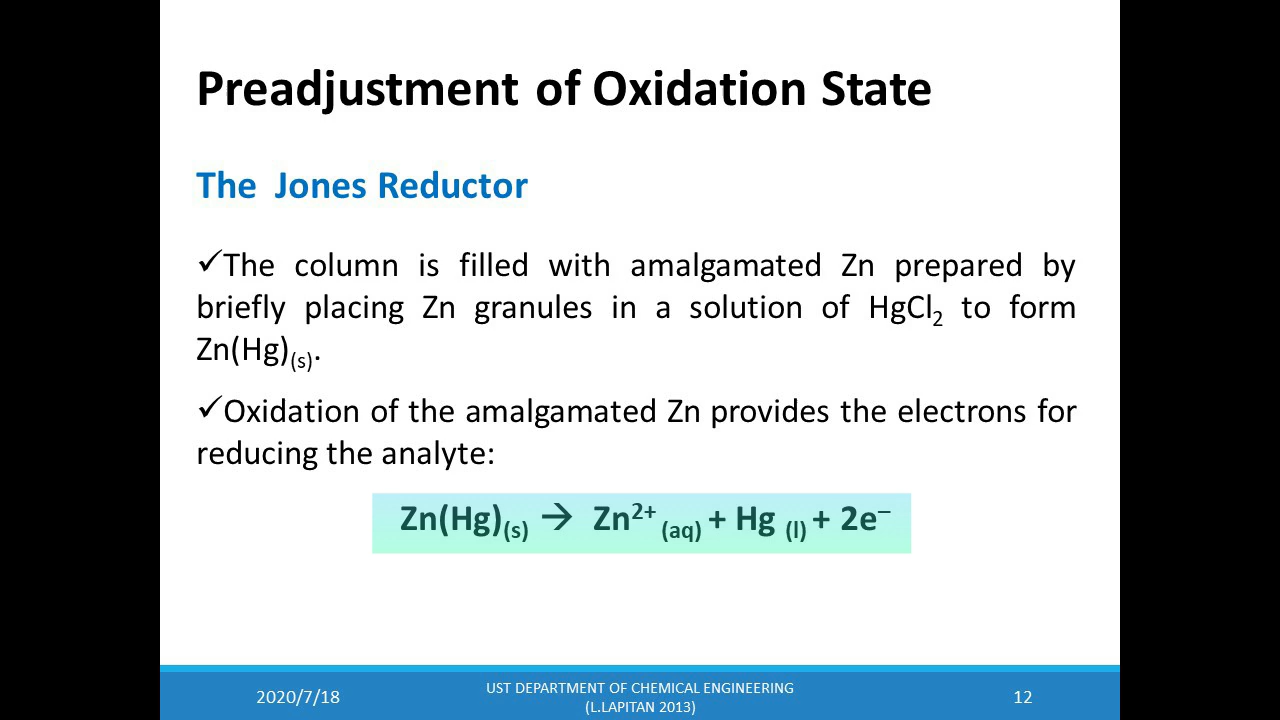 Preadjustment of Oxidation State
The Jones Reductor
✓The column is filled with amalgamated Zn prepared by
briefly placing Zn granules in a solution of HgCl₂ to form
Zn(Hg)₍ₛ₎.
✓Oxidation of the amalgamated Zn provides the electrons for
reducing the analyte:
Zn(Hg)(s) → Zn²⁺ (aq) + Hg (l) + 2e⁻
2020/7/18
UST DEPARTMENT OF CHEMICAL ENGINEERING
(L.LAPITAN 2013)
12